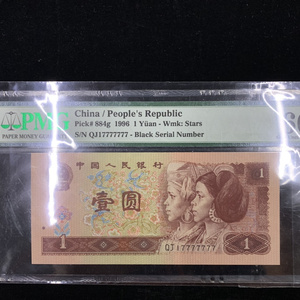 PMG
PAPER MONEY GUARANTY
China / People's Republic
Pick# 884g 1996 1 Yüan - Wmk: Stars
S/N QJ17777777 - Black Serial Number
中国人民银行
1
壹圆
1
QJ17777777